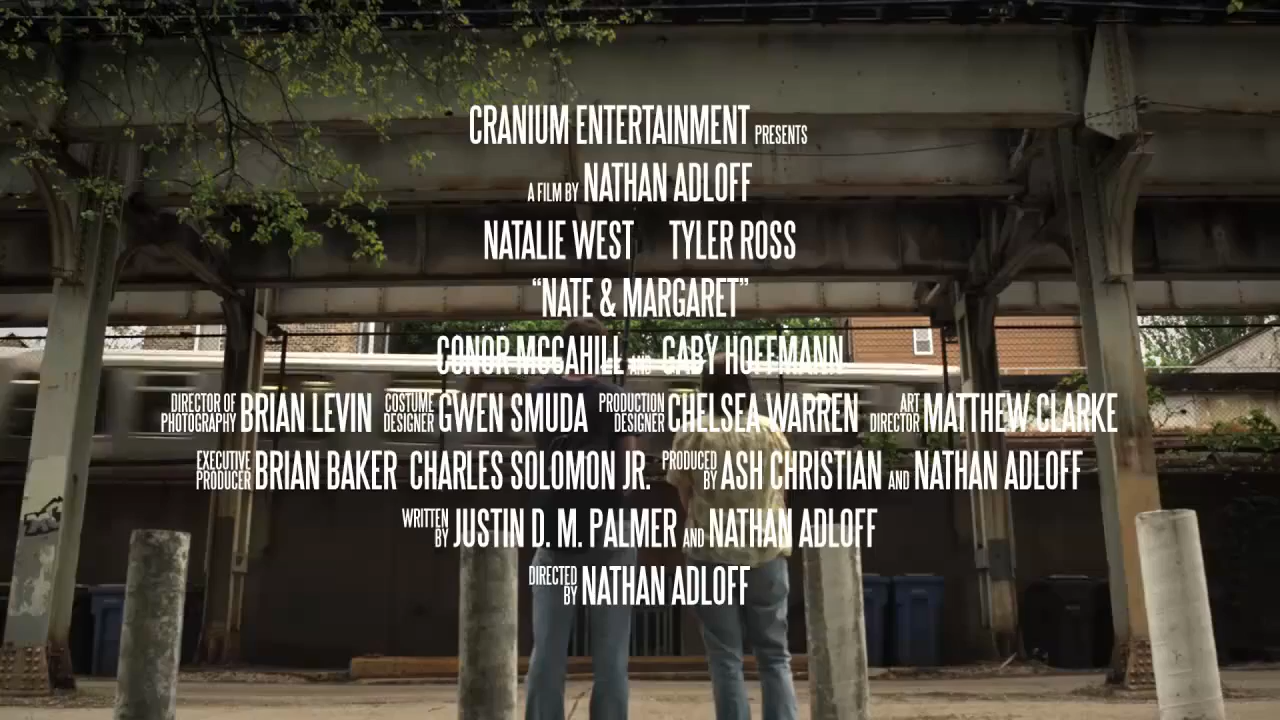 CRANIUM ENTERTAINMENT PRESENTS
A FILM BY NATHAN ADLOFF
NATALIE WEST TYLER ROSS
“NATE & MARGARET”
CONOR MCCAHILL AND GABY HOFFMANN
DIRECTOR OF PHOTOGRAPHY BRIAN LEVIN COSTUME DESIGNER GWEN SMUDA PRODUCTION DESIGNER CHELSEA WARREN ART DIRECTOR MATTHEW CLARKE
EXECUTIVE PRODUCER BRIAN BAKER CHARLES SOLOMON JR. PRODUCED BY ASH CHRISTIAN AND NATHAN ADLOFF
WRITTEN BY JUSTIN D. M. PALMER AND NATHAN ADLOFF
DIRECTED BY NATHAN ADLOFF